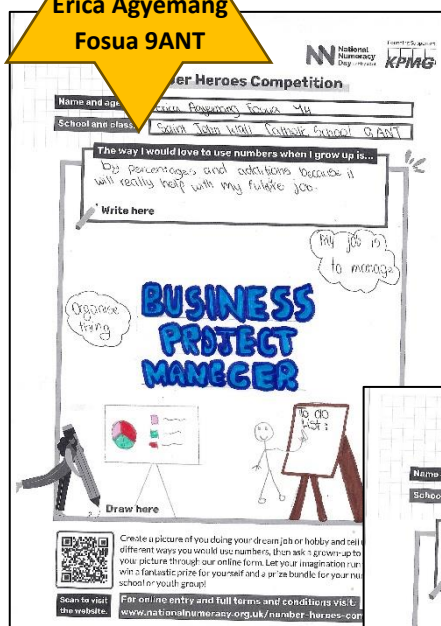 Erica Agyemang
Fosua 9ANT
National
Numeracy
Day
KPMG
er Heroes Competition
Name and age
Erica Agyemang Fosua 14
School and class
Saint John Wall Catholic School 9ANT
The way I would love to use numbers when I grow up is...
by percentages and additions because it
will really help with my future job.
Write here
My job is
to manage
Organise
thing
BUSINESS
PROJECT
MANEGER
To do
list:
Draw here
Create a picture of you doing your dream job or hobby and tell
different ways you would use numbers, then ask a grown-up to
your picture through our online form. Let your imagination run
win a fantastic prize for yourself and a prize bundle for your nu
school or youth group!
Scan to visit
the website.
For online entry and full terms and conditions visit:
www.nationalnumeracy.org.uk/number-heroes-com
Name
Schoo